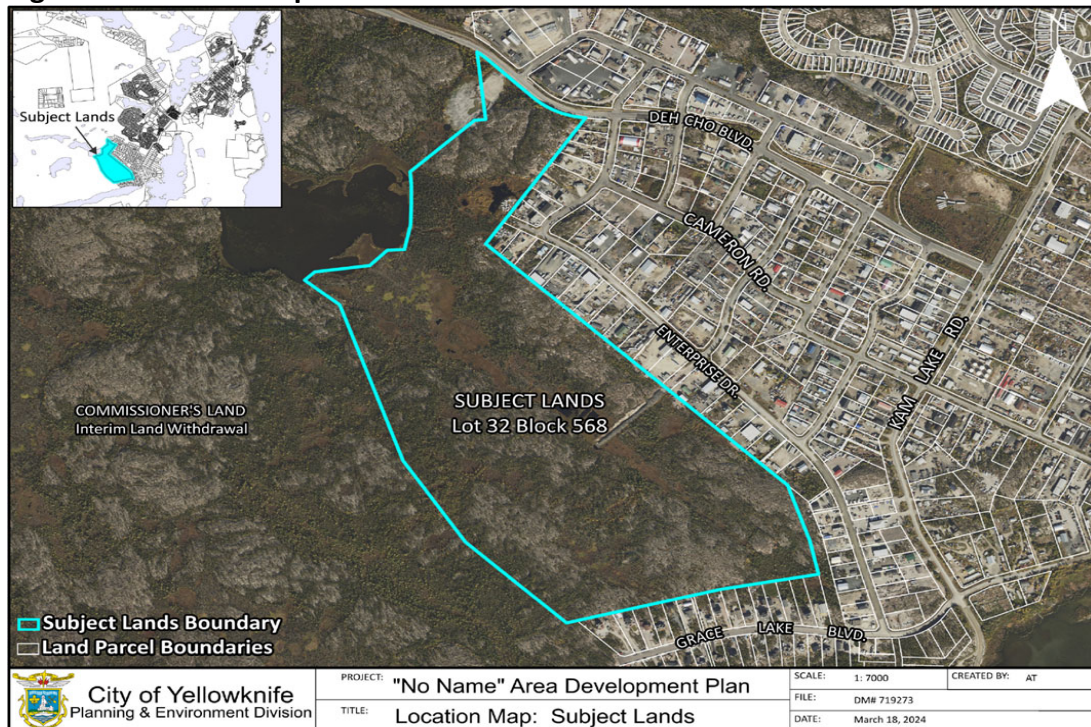 Subject Lands
DEH CHO BLVD.
CAMERON RD.
ENTERPRISE DR.
KAM LAKE RD.
COMMISSIONER'S LAND
Interim Land Withdrawal
SUBJECT LANDS
Lot 32 Block 568
GRACE LAKE BLVD.
Subject Lands Boundary
Land Parcel Boundaries
City of Yellowknife
Planning & Environment Division
PROJECT: "No Name" Area Development Plan
TITLE: Location Map: Subject Lands
SCALE: 1: 7000
CREATED BY: AT
FILE: DM# 719273
DATE: March 18, 2024